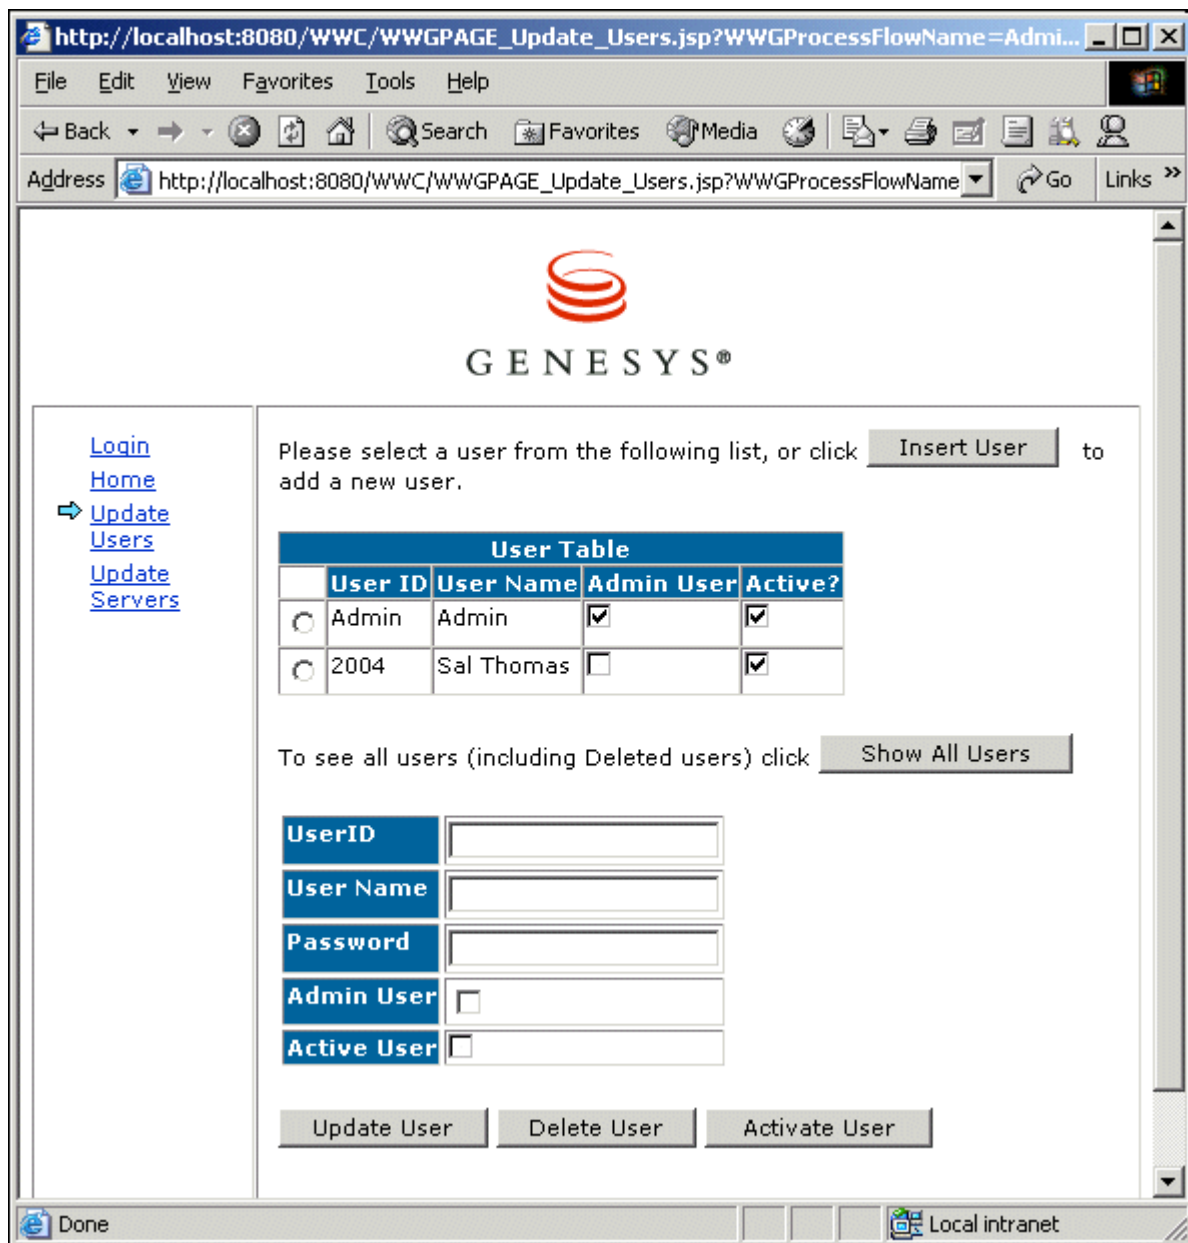 http://localhost:8080/WWC/WWGPAGE_Update_Users.jsp?WWGProcessFlowName=Admi...
File Edit View Favorites Tools Help
Back Search Favorites Media
Address http://localhost:8080/WWC/WWGPAGE_Update_Users.jsp?WWGProcessFlowName Go Links »
GENESYS®
Login
Home
Update
Users
Update
Servers
Please select a user from the following list, or click Insert User to
add a new user.
User Table
User ID User Name Admin User Active?
Admin Admin
2004 Sal Thomas
To see all users (including Deleted users) click Show All Users
UserID
User Name
Password
Admin User
Active User
Update User Delete User Activate User
Done Local intranet